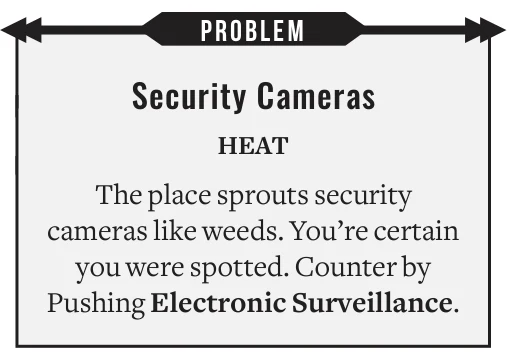 PROBLEM
Security Cameras
HEAT
The place sprouts security
cameras like weeds. You’re certain
you were spotted. Counter by
Pushing Electronic Surveillance.